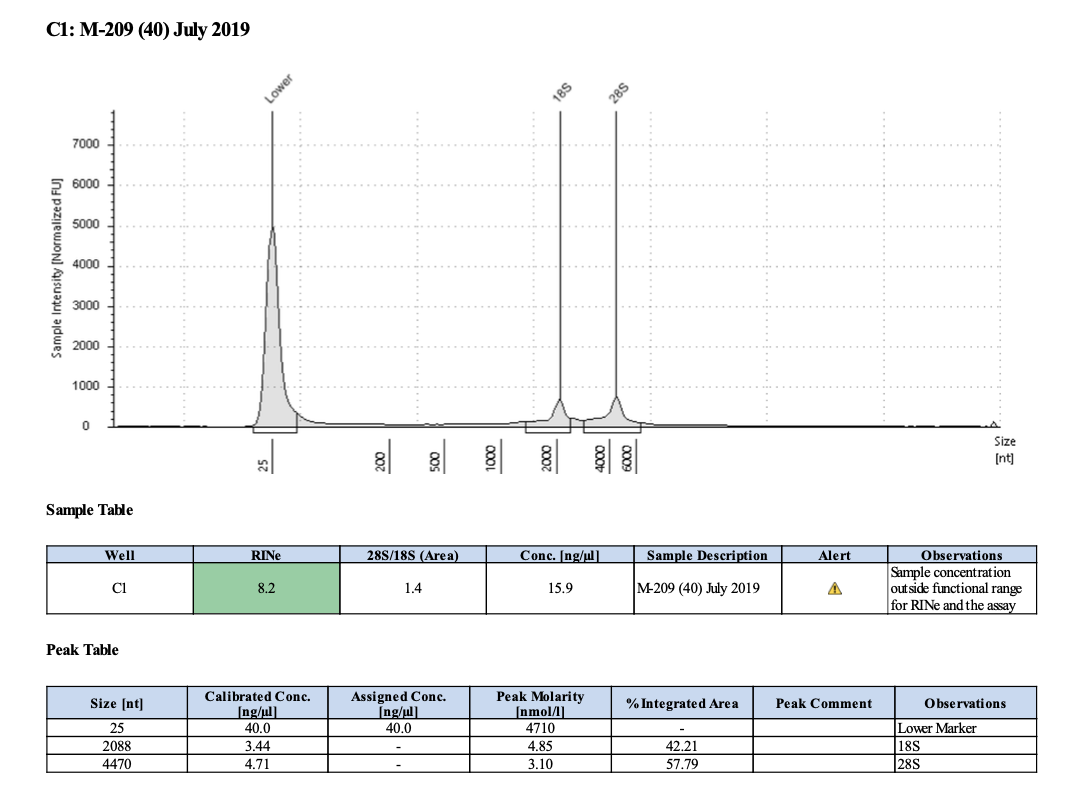 C1: M-209 (40) July 2019
Lower
18S
28S
Sample Intensity [Normalized FU]
7000
6000
5000
4000
3000
2000
1000
0
25
200
500
1000
2000
4000
6000
Size
[nt]
Sample Table
Well RINe 28S/18S (Area) Conc. [ng/µl] Sample Description Alert Observations
C1 8.2 1.4 15.9 M-209 (40) July 2019 Sample concentration
outside functional range
for RINe and the assay
Peak Table
Size [nt] Calibrated Conc. [ng/µl] Assigned Conc. [ng/µl] Peak Molarity [nmol/l] % Integrated Area Peak Comment Observations
25 40.0 40.0 4710 - Lower Marker
2088 3.44 - 4.85 42.21 18S
4470 4.71 - 3.10 57.79 28S